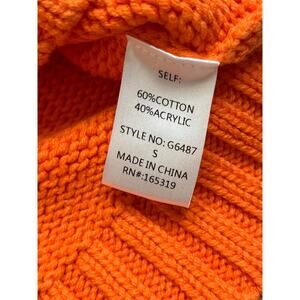 SELF:
60%COTTON
40%ACRYLIC
STYLE NO: G6487
S
MADE IN CHINA
RN#:165319